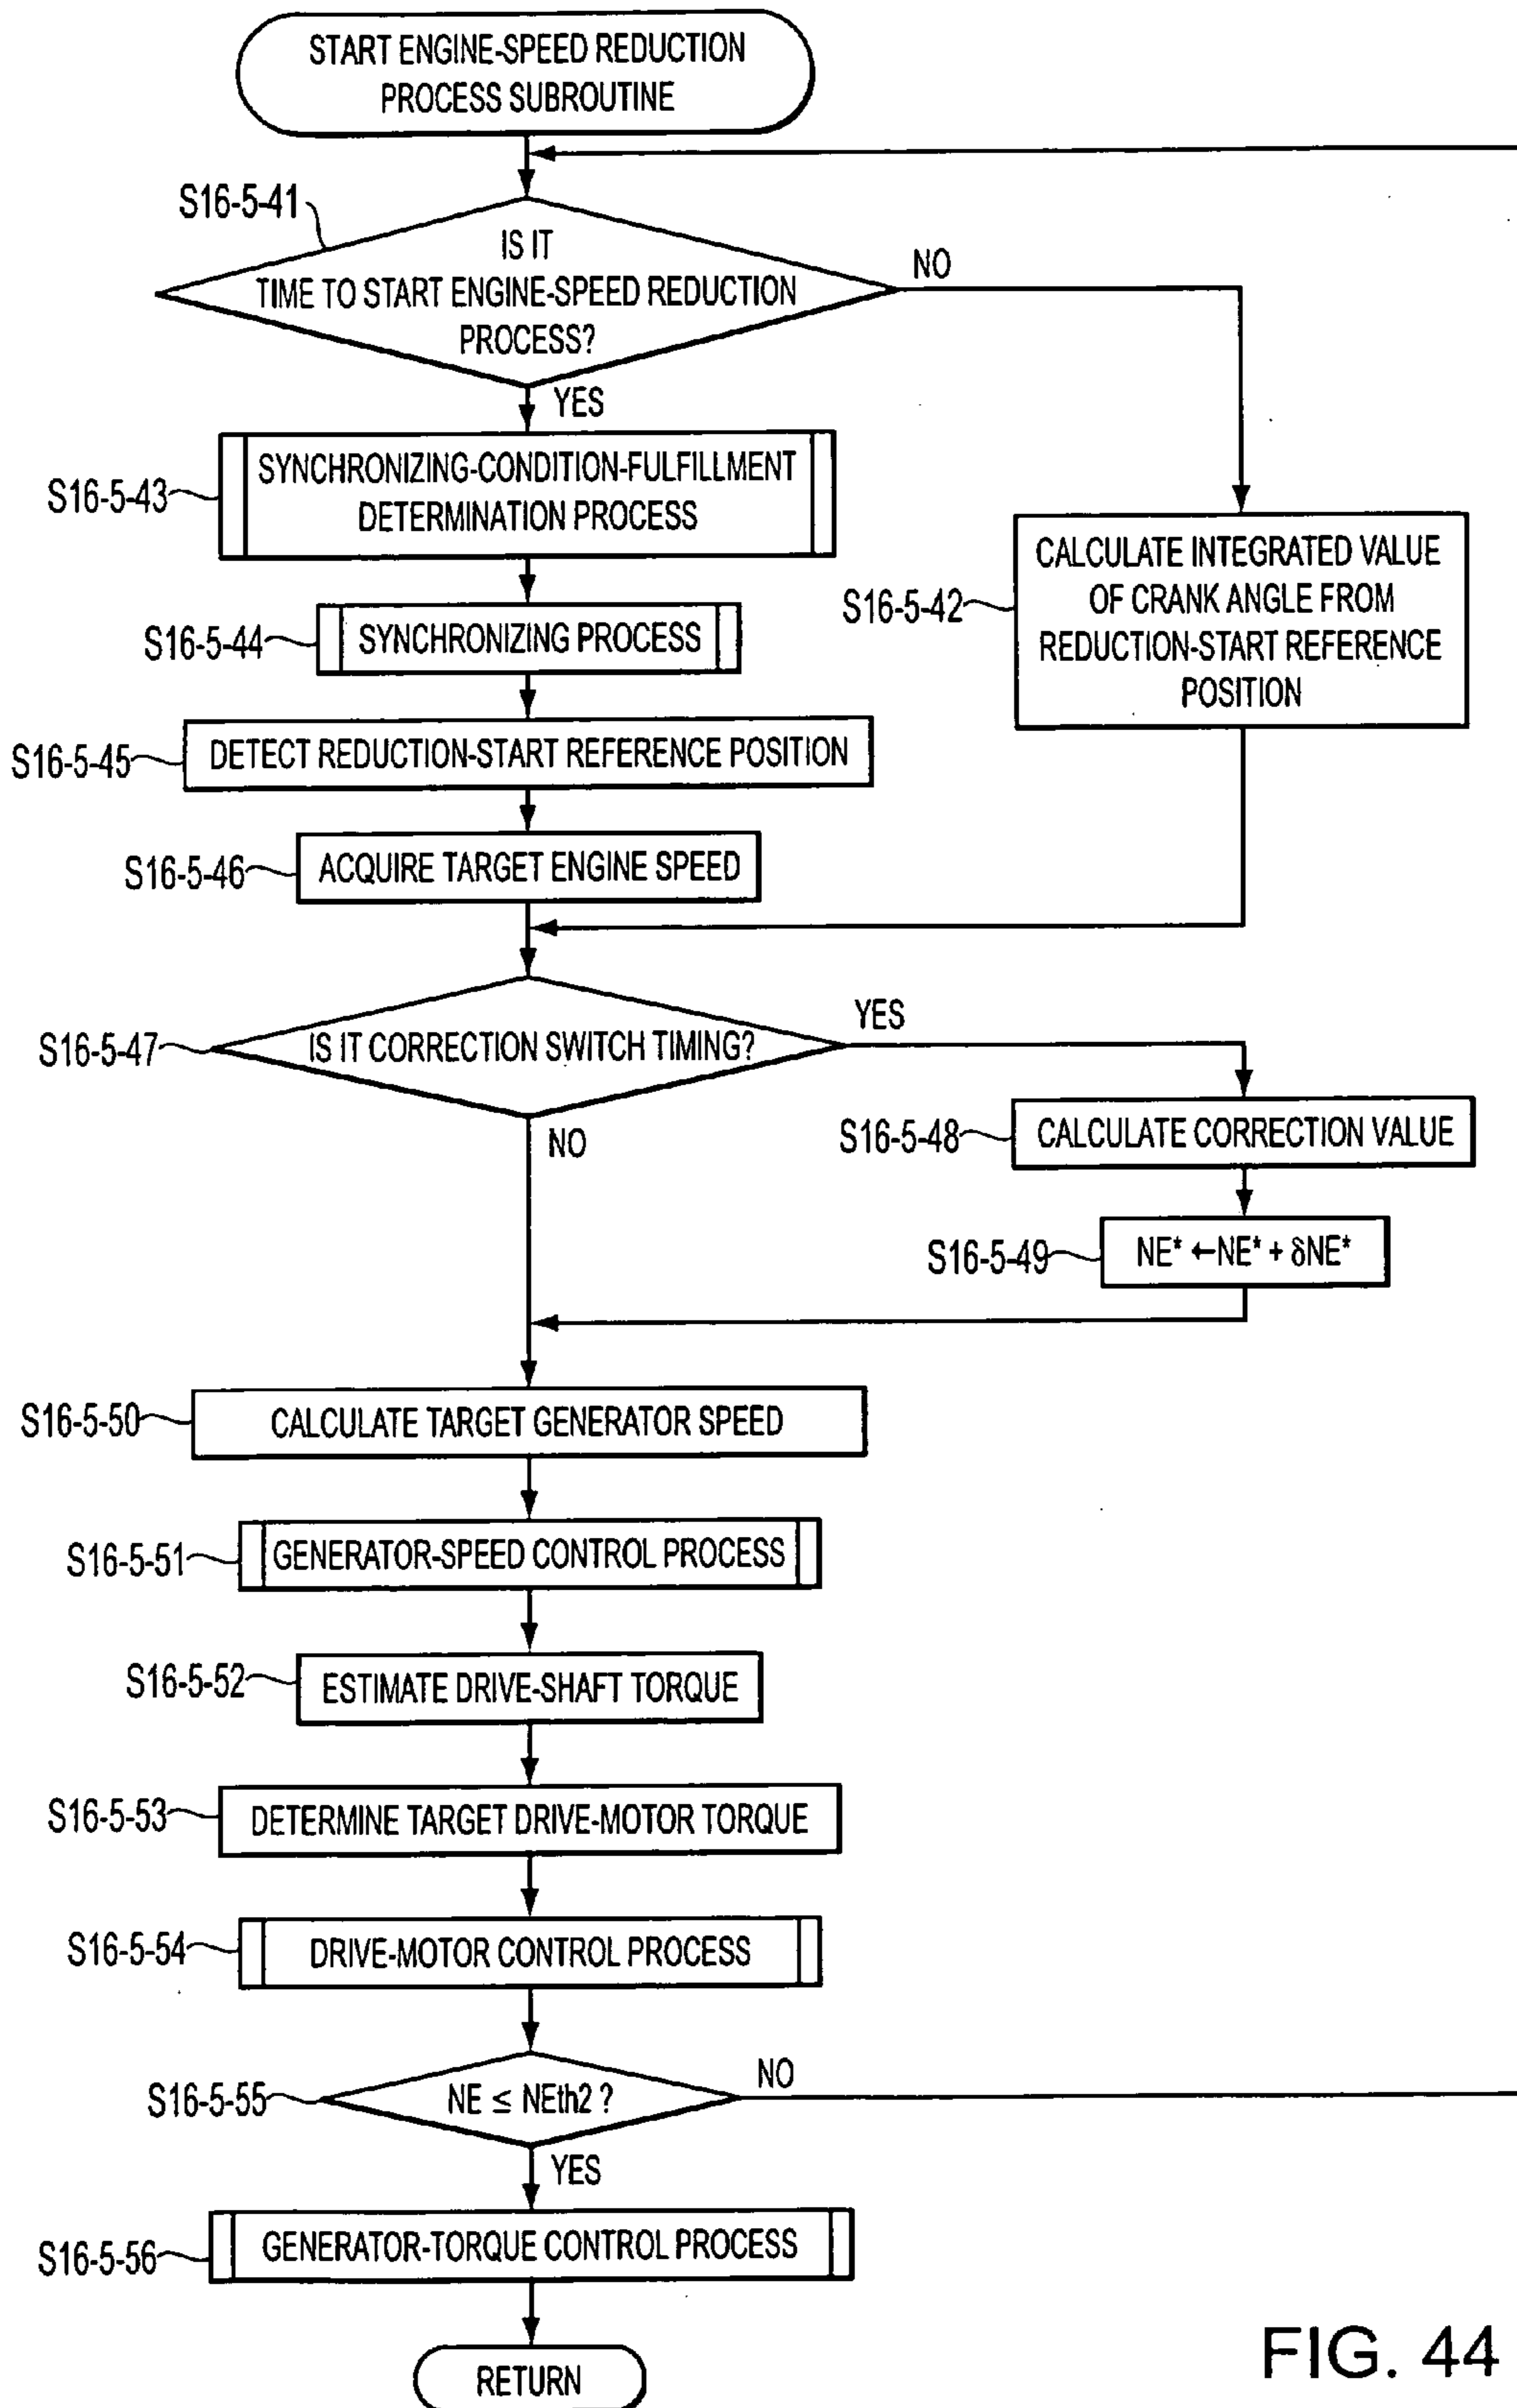 START ENGINE-SPEED REDUCTION
PROCESS SUBROUTINE
S16-5-41
IS IT
TIME TO START ENGINE-SPEED REDUCTION
PROCESS?
NO
YES
S16-5-43
SYNCHRONIZING-CONDITION-FULFILLMENT
DETERMINATION PROCESS
S16-5-42
CALCULATE INTEGRATED VALUE
OF CRANK ANGLE FROM
REDUCTION-START REFERENCE
POSITION
S16-5-44
SYNCHRONIZING PROCESS
S16-5-45
DETECT REDUCTION-START REFERENCE POSITION
S16-5-46
ACQUIRE TARGET ENGINE SPEED
S16-5-47
IS IT CORRECTION SWITCH TIMING?
YES
NO
S16-5-48
CALCULATE CORRECTION VALUE
S16-5-49
NE* ←NE* + δNE*
S16-5-50
CALCULATE TARGET GENERATOR SPEED
S16-5-51
GENERATOR-SPEED CONTROL PROCESS
S16-5-52
ESTIMATE DRIVE-SHAFT TORQUE
S16-5-53
DETERMINE TARGET DRIVE-MOTOR TORQUE
S16-5-54
DRIVE-MOTOR CONTROL PROCESS
S16-5-55
NE ≤ NEth2 ?
NO
YES
S16-5-56
GENERATOR-TORQUE CONTROL PROCESS
RETURN
FIG. 44